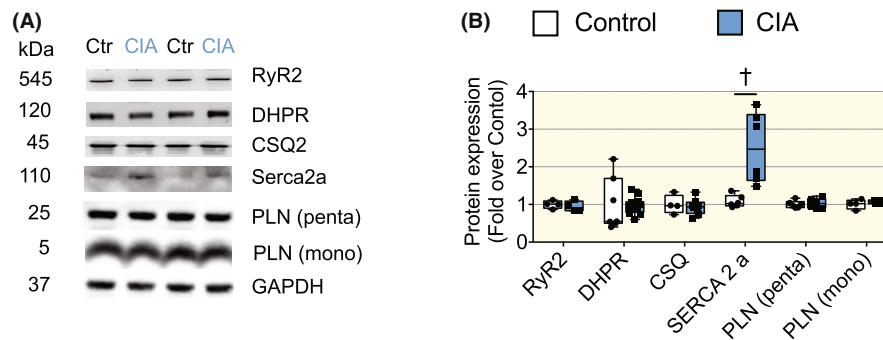 (A)
kDa Ctr CIA Ctr CIA
545 RyR2
120 DHPR
45 CSQ2
110 Serca2a
25 PLN (penta)
5 PLN (mono)
37 GAPDH
(B) Control CIA
†
Protein expression
(Fold over Contol)
4
3
2
1
0
RyR2
DHPR
CSQ
SERCA 2 a
PLN (penta)
PLN (mono)